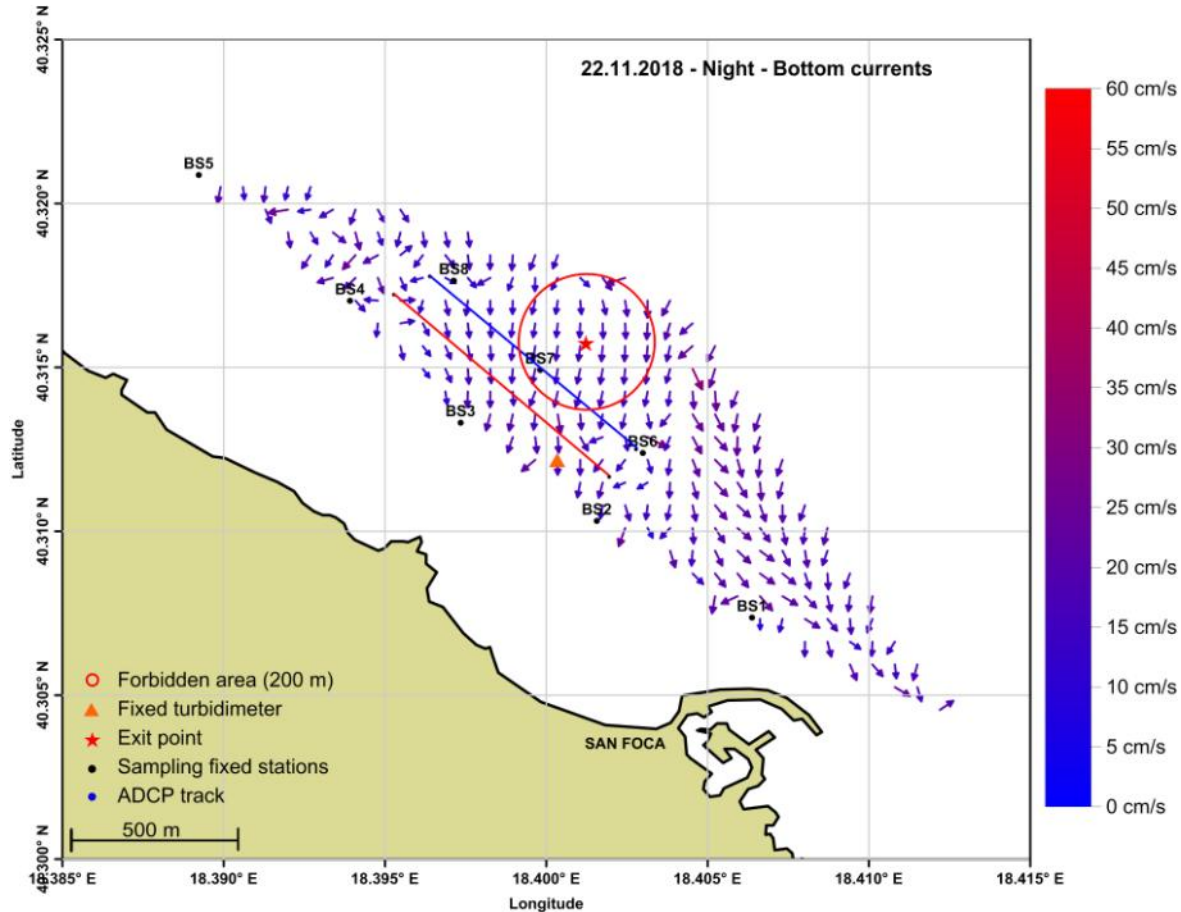 40.325° N
22.11.2018 - Night - Bottom currents
60 cm/s
55 cm/s
50 cm/s
45 cm/s
40 cm/s
35 cm/s
30 cm/s
25 cm/s
20 cm/s
15 cm/s
10 cm/s
5 cm/s
0 cm/s
BS5
40.320° N
BS8
BS4
40.315° N
BS7
BS3
BS6
Latitude
BS2
40.310° N
BS1
Forbidden area (200 m)
40.305° N
Fixed turbidimeter
Exit point
SAN FOCA
Sampling fixed stations
ADCP track
500 m
40.300° N
18.385° E
18.390° E
18.395° E
18.400° E
18.405° E
18.410° E
18.415° E
Longitude